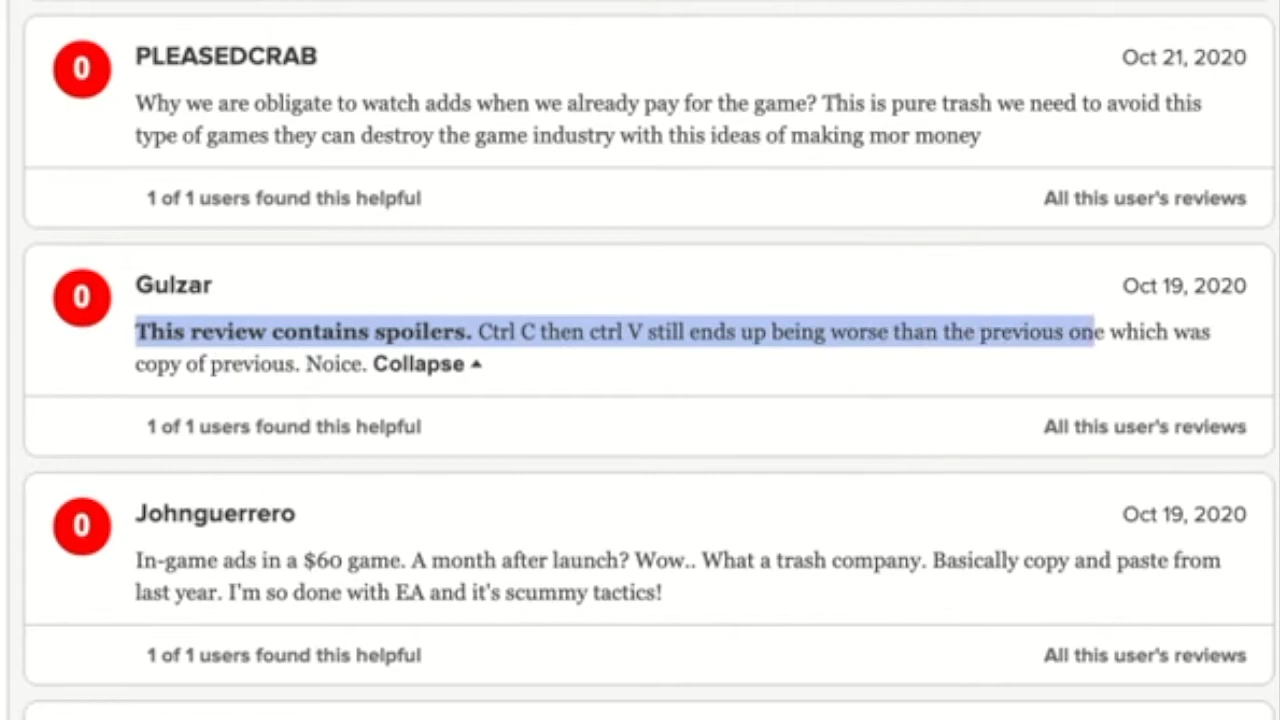 0
PLEASEDCRAB
Oct 21, 2020
Why we are obligate to watch adds when we already pay for the game? This is pure trash we need to avoid this
type of games they can destroy the game industry with this ideas of making mor money
1 of 1 users found this helpful
All this user's reviews
0
Gulzar
Oct 19, 2020
This review contains spoilers. Ctrl C then ctrl V still ends up being worse than the previous one which was
copy of previous. Noice. Collapse
1 of 1 users found this helpful
All this user's reviews
0
Johnguerrero
Oct 19, 2020
In-game ads in a $60 game. A month after launch? Wow.. What a trash company. Basically copy and paste from
last year. I'm so done with EA and it's scummy tactics!
1 of 1 users found this helpful
All this user's reviews